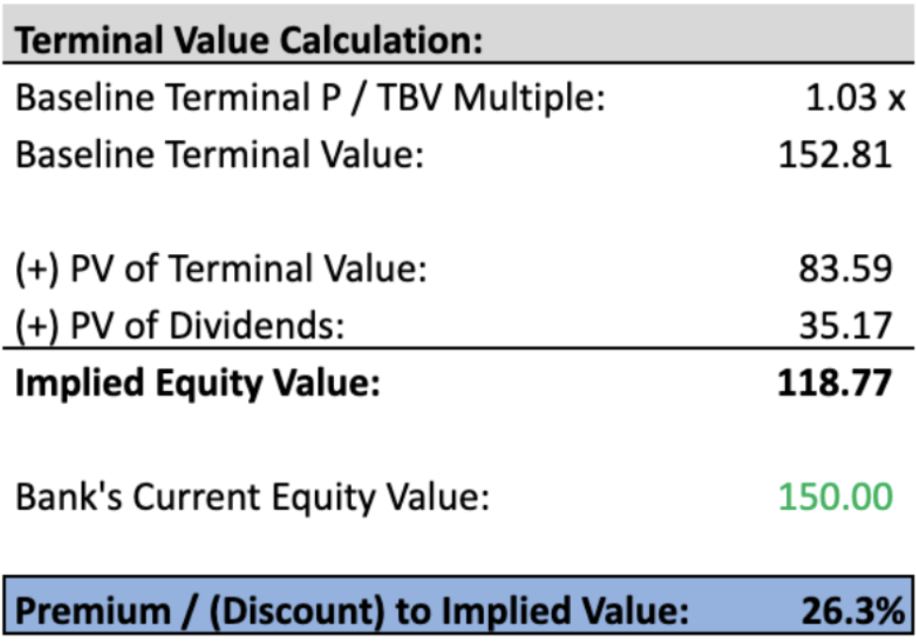 Terminal Value Calculation:
Baseline Terminal P / TBV Multiple: 1.03 x
Baseline Terminal Value: 152.81
(+) PV of Terminal Value: 83.59
(+) PV of Dividends: 35.17
Implied Equity Value: 118.77
Bank's Current Equity Value: 150.00
Premium / (Discount) to Implied Value: 26.3%